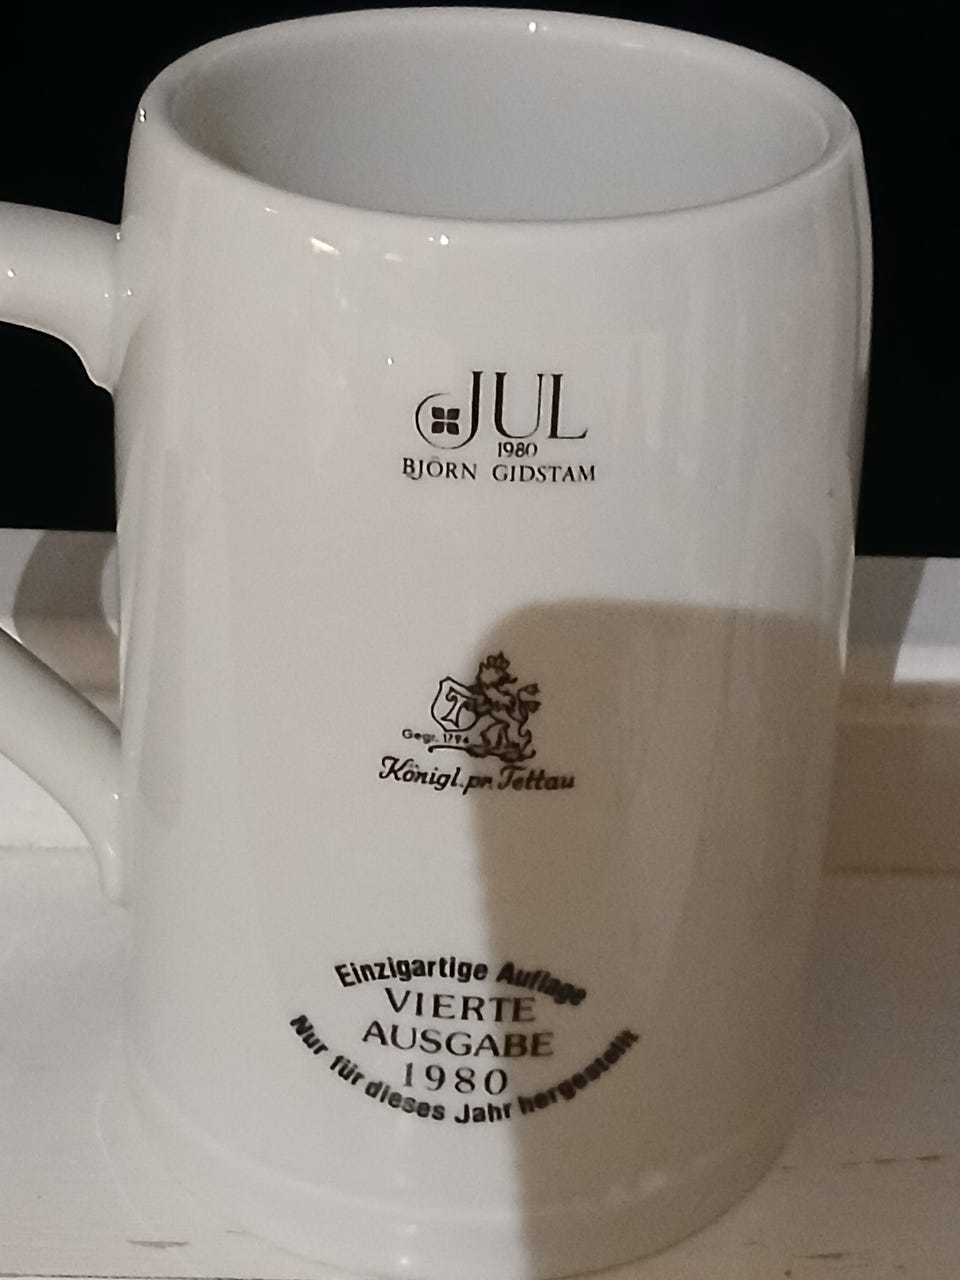 JUL
1980
BJÖRN GIDSTAM
T
Gegr. 1794
Königl. pr. Tettau
Einzigartige Auflage
VIERTE
AUSGABE
1980
Nur für dieses Jahr hergestellt